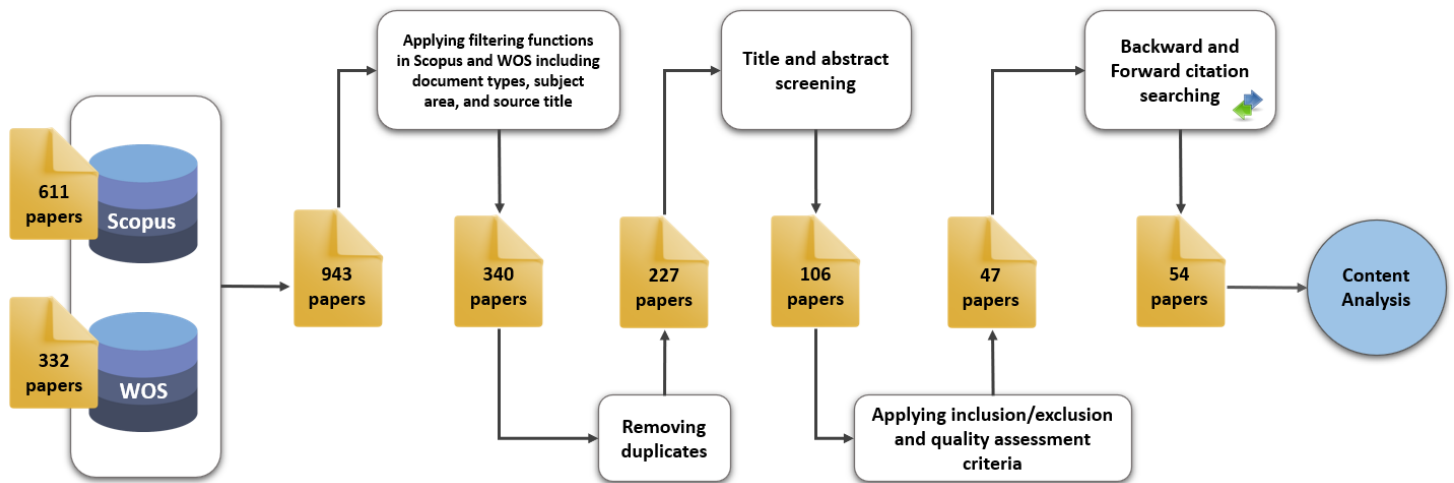 611
papers
Scopus
332
papers
WOS
943
papers
Applying filtering functions
in Scopus and WOS including
document types, subject
area, and source title
340
papers
Removing
duplicates
227
papers
Title and abstract
screening
106
papers
Applying inclusion/exclusion
and quality assessment
criteria
47
papers
Backward and
Forward citation
searching
54
papers
Content
Analysis